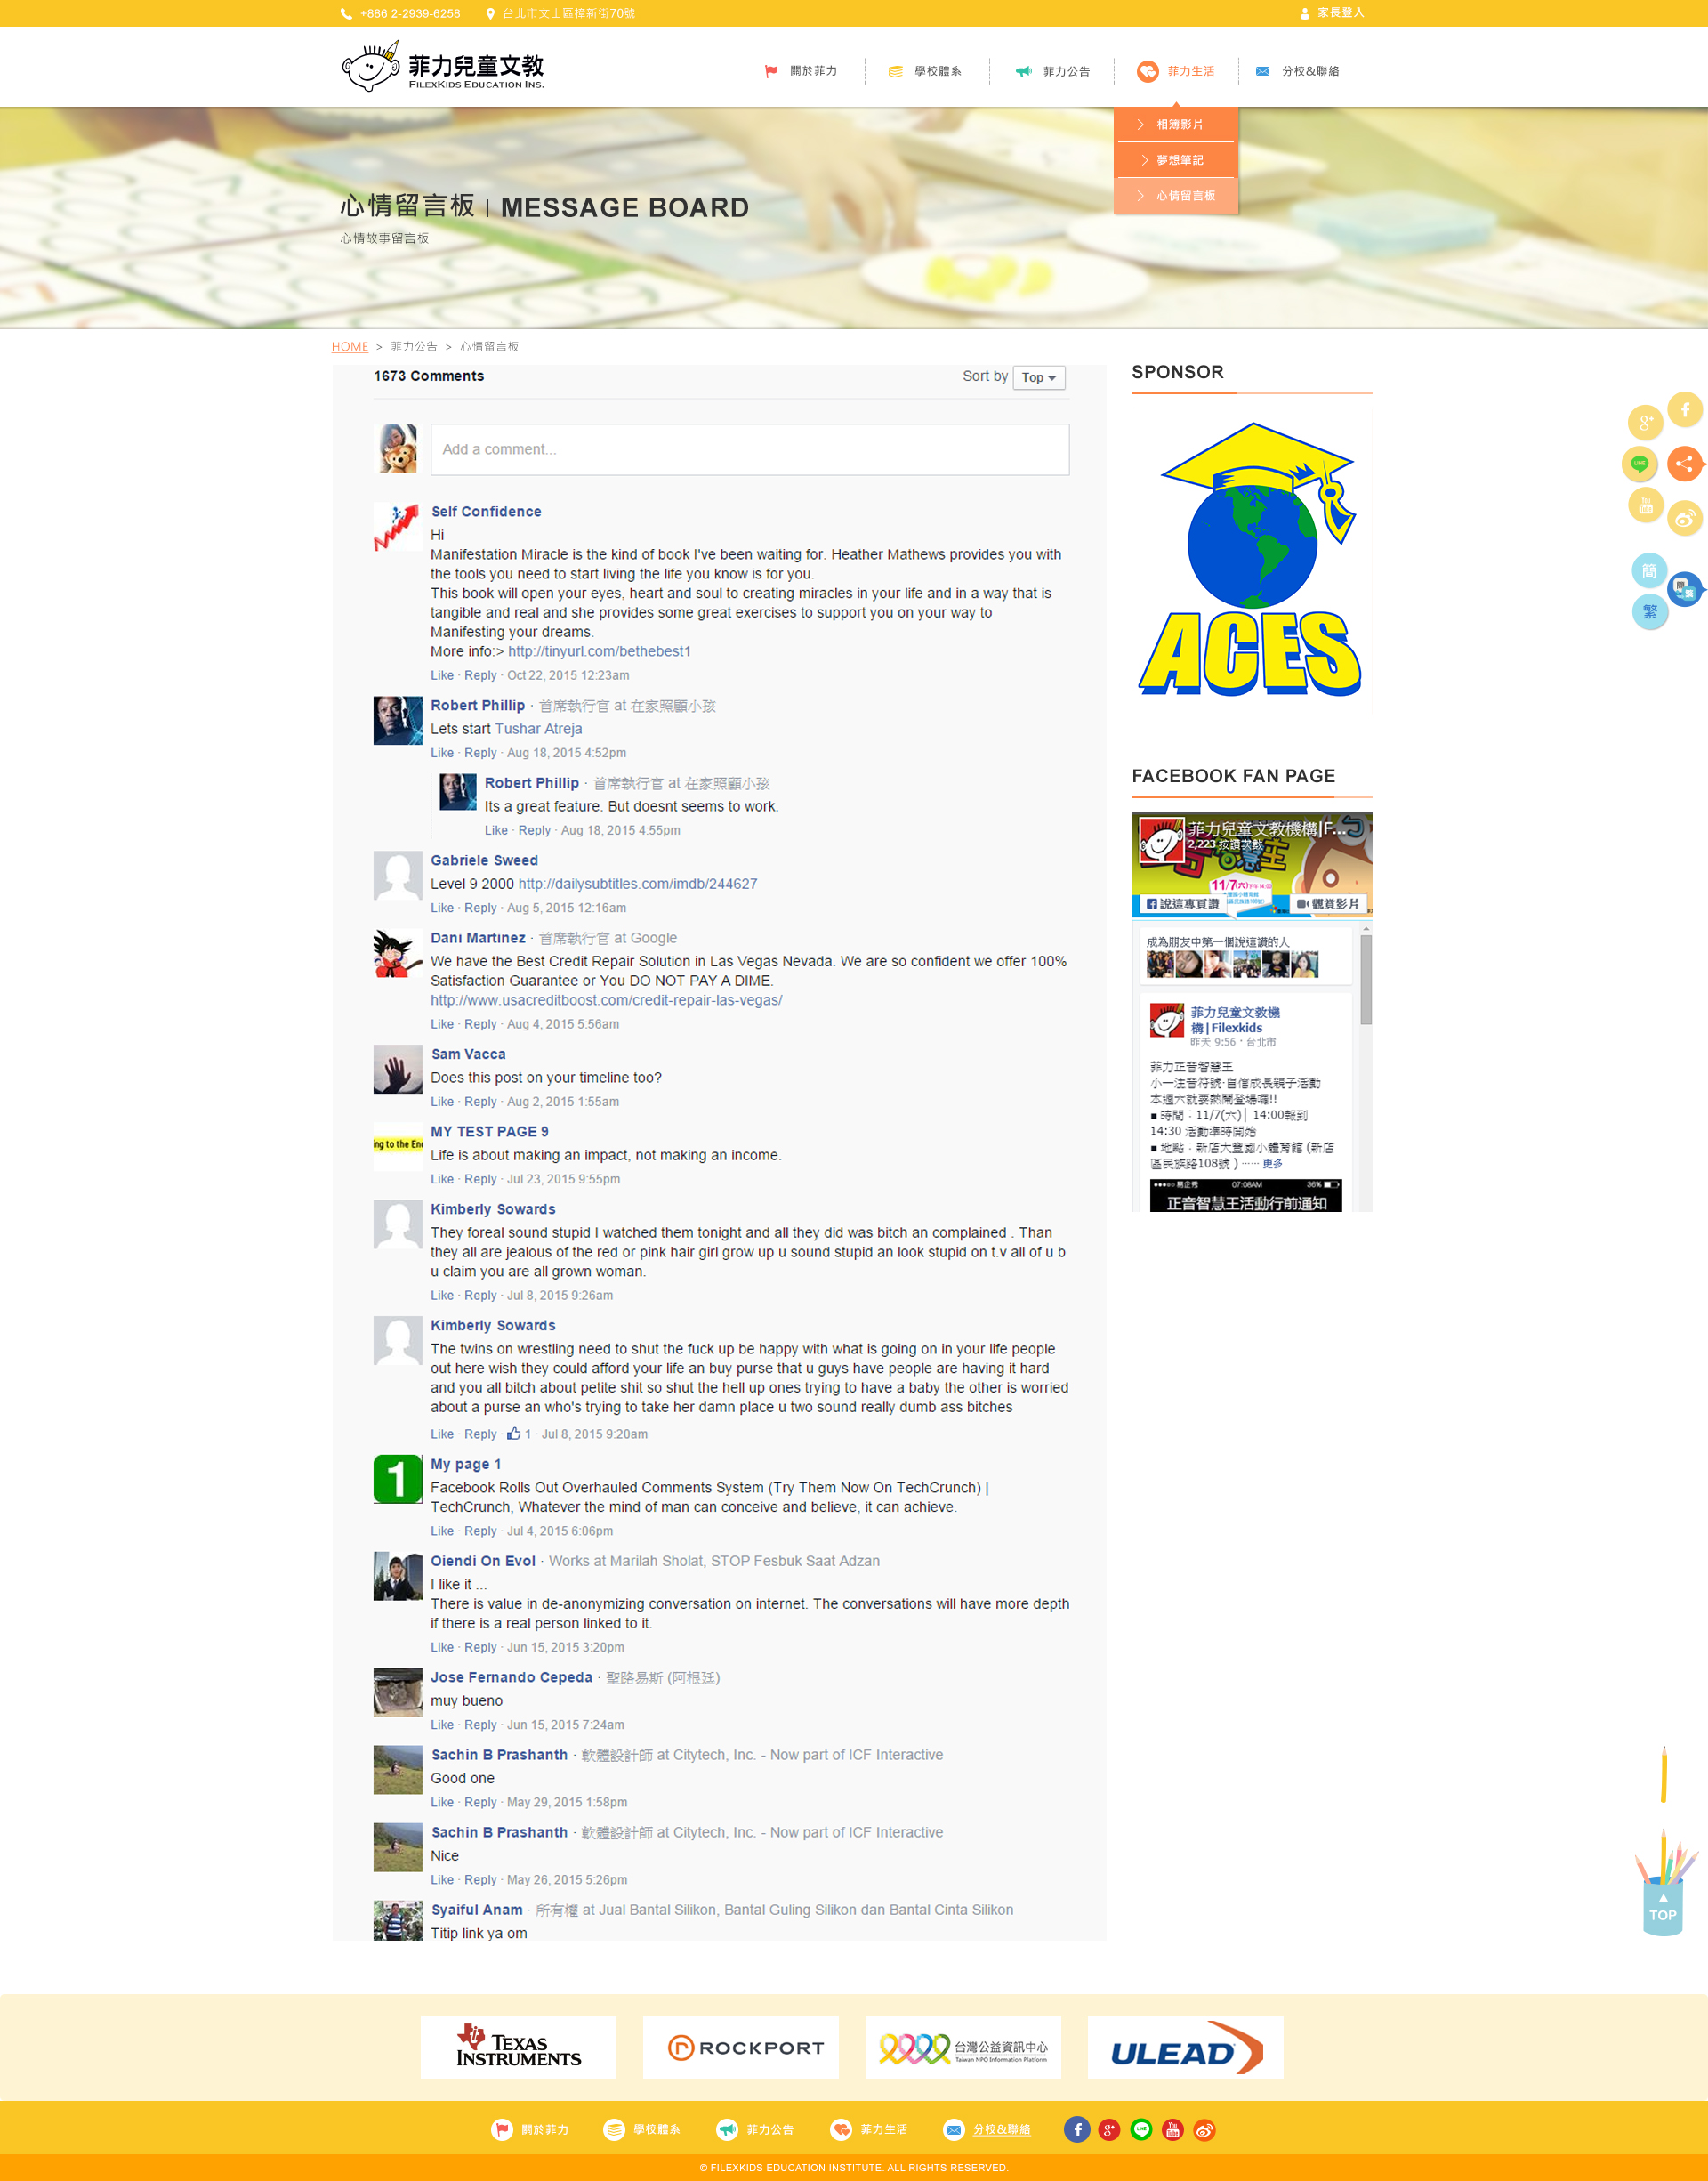 +886 2-2939-6258
台北市文山區樟新街70號
家長登入
菲力兒童文教
FILEXKIDS EDUCATION INS.
關於菲力
學校體系
菲力公告
菲力生活
分校&聯絡
相簿影片
夢想筆記
心情留言板
心情留言板 | MESSAGE BOARD
心情故事留言板
HOME > 菲力公告 > 心情留言板
1673 Comments
Sort by Top
Add a comment...
Self Confidence
Hi
Manifestation Miracle is the kind of book I've been waiting for. Heather Mathews provides you with
the tools you need to start living the life you know is for you.
This book will open your eyes, heart and soul to creating miracles in your life and in a way that is
tangible and real and she provides some great exercises to support you on your way to
Manifesting your dreams.
More info:> http://tinyurl.com/bethebest1
Like · Reply · Oct 22, 2015 12:23am
Robert Phillip · 首席執行官 at 在家照顧小孩
Lets start Tushar Atreja
Like · Reply · Aug 18, 2015 4:52pm
Robert Phillip · 首席執行官 at 在家照顧小孩
Its a great feature. But doesnt seems to work.
Like · Reply · Aug 18, 2015 4:55pm
Gabriele Sweed
Level 9 2000 http://dailysubtitles.com/imdb/244627
Like · Reply · Aug 5, 2015 12:16am
Dani Martinez · 首席執行官 at Google
We have the Best Credit Repair Solution in Las Vegas Nevada. We are so confident we offer 100%
Satisfaction Guarantee or You DO NOT PAY A DIME.
http://www.usacreditboost.com/credit-repair-las-vegas/
Like · Reply · Aug 4, 2015 5:56am
Sam Vacca
Does this post on your timeline too?
Like · Reply · Aug 2, 2015 1:55am
ing to the En
MY TEST PAGE 9
Life is about making an impact, not making an income.
Like · Reply · Jul 23, 2015 9:55pm
Kimberly Sowards
They foreal sound stupid I watched them tonight and all they did was bitch an complained . Than
they all are jealous of the red or pink hair girl grow up u sound stupid an look stupid on t.v all of u b
u claim you are all grown woman.
Like · Reply · Jul 8, 2015 9:26am
Kimberly Sowards
The twins on wrestling need to shut the fuck up be happy with what is going on in your life people
out here wish they could afford your life an buy purse that u guys have people are having it hard
and you all bitch about petite shit so shut the hell up ones trying to have a baby the other is worried
about a purse an who's trying to take her damn place u two sound really dumb ass bitches
Like · Reply · 1 · Jul 8, 2015 9:20am
1
My page 1
Facebook Rolls Out Overhauled Comments System (Try Them Now On TechCrunch) |
TechCrunch, Whatever the mind of man can conceive and believe, it can achieve.
Like · Reply · Jul 4, 2015 6:06pm
Oiendi On Evol · Works at Marilah Sholat, STOP Fesbuk Saat Adzan
I like it ...
There is value in de-anonymizing conversation on internet. The conversations will have more depth
if there is a real person linked to it.
Like · Reply · Jun 15, 2015 3:20pm
Jose Fernando Cepeda · 聖路易斯 (阿根廷)
muy bueno
Like · Reply · Jun 15, 2015 7:24am
Sachin B Prashanth · 軟體設計師 at Citytech, Inc. - Now part of ICF Interactive
Good one
Like · Reply · May 29, 2015 1:58pm
Sachin B Prashanth · 軟體設計師 at Citytech, Inc. - Now part of ICF Interactive
Nice
Like · Reply · May 26, 2015 5:26pm
Syaiful Anam · 所有權 at Jual Bantal Silikon, Bantal Guling Silikon dan Bantal Cinta Silikon
Titip link ya om
SPONSOR
ACES
FACEBOOK FAN PAGE
菲力兒童文教機構|F...
2,223 按讚次數
11/7(六)
說這專頁讚
觀賞影片
成為朋友中第一個說這讚的人
菲力兒童文教機
構|Filexkids
昨天 9:56 · 台北市
菲力正音智慧王
小一注音符號·自信成長親子活動
本週六就要熱鬧登場囉!!
■ 時間：11/7(六)│ 14:00報到
14:30 活動準時開始
■ 地點：新店大豐國小體育館 (新店
區民族路108號 ) ⋯⋯ 更多
易企秀 07:08AM 36%
正音智慧王活動行前通知
g+
f
LINE
You Tube
簡
繁
TOP
TEXAS INSTRUMENTS
ROCKPORT
台灣公益資訊中心
Taiwan NPO Information Platform
ULEAD
關於菲力
學校體系
菲力公告
菲力生活
分校&聯絡
© FILEXKIDS EDUCATION INSTITUTE. ALL RIGHTS RESERVED.